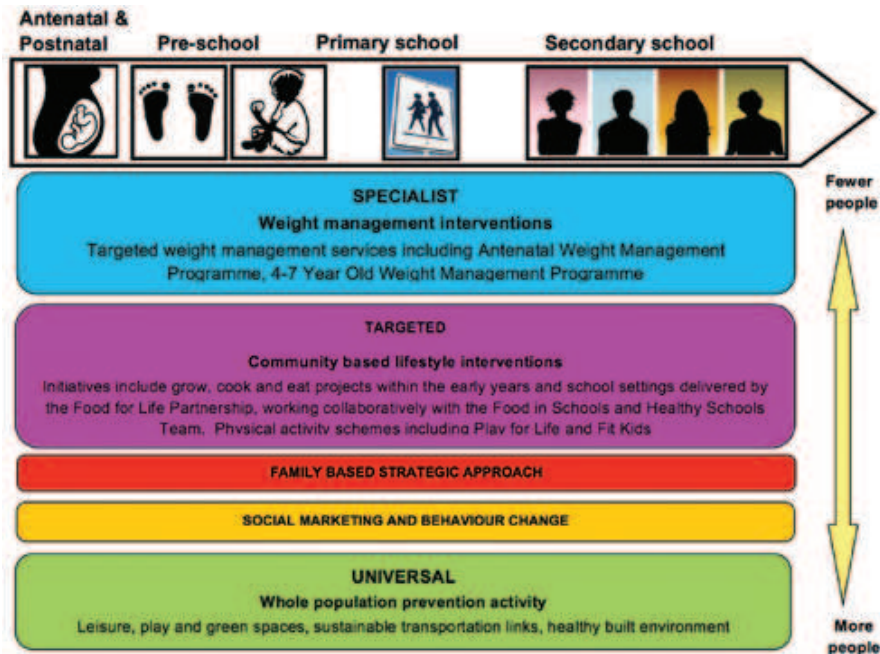 Antenatal &
Postnatal
Pre-school
Primary school
Secondary school
SPECIALIST
Weight management interventions
Targeted weight management services including Antenatal Weight Management
Programme, 4-7 Year Old Weight Management Programme
Fewer
people
TARGETED
Community based lifestyle interventions
Initiatives include grow, cook and eat projects within the early years and school settings delivered by
the Food for Life Partnership, working collaboratively with the Food in Schools and Healthy Schools
Team. Physical activity schemes including Play for Life and Fit Kids
FAMILY BASED STRATEGIC APPROACH
SOCIAL MARKETING AND BEHAVIOUR CHANGE
UNIVERSAL
Whole population prevention activity
Leisure, play and green spaces, sustainable transportation links, healthy built environment
More
people